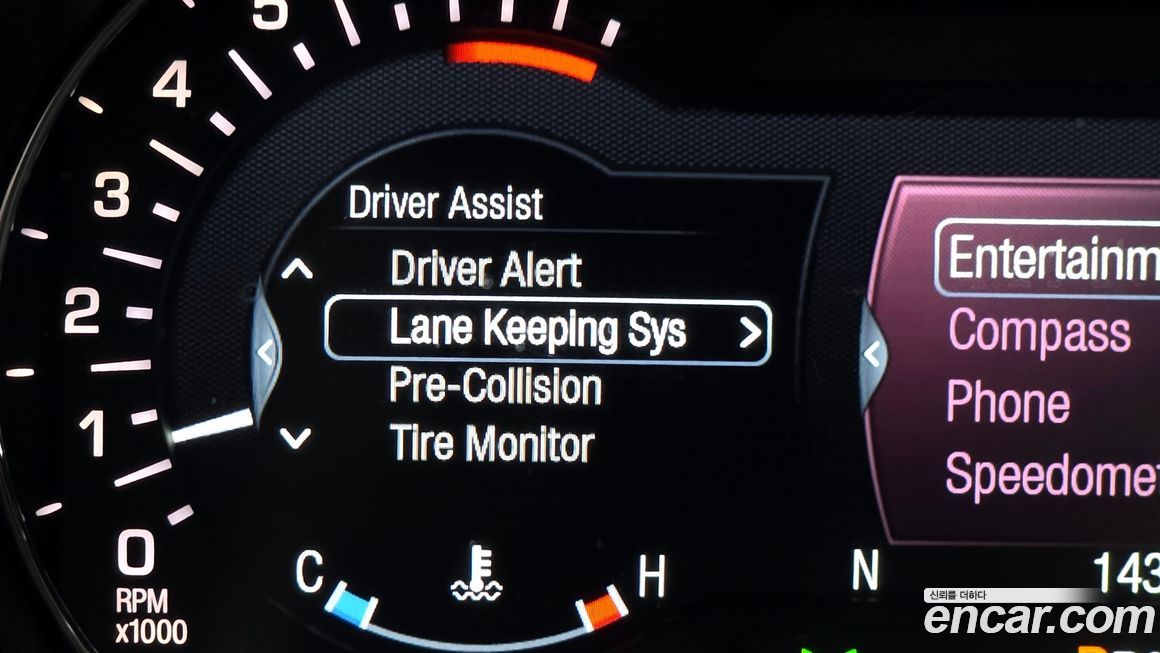 5
4
3
2
1
0
RPM
x1000
Driver Assist
Driver Alert
Lane Keeping Sys
Pre-Collision
Tire Monitor
C
H
Entertainm
Compass
Phone
Speedomet
N
143
신뢰를 더하다
encar.com